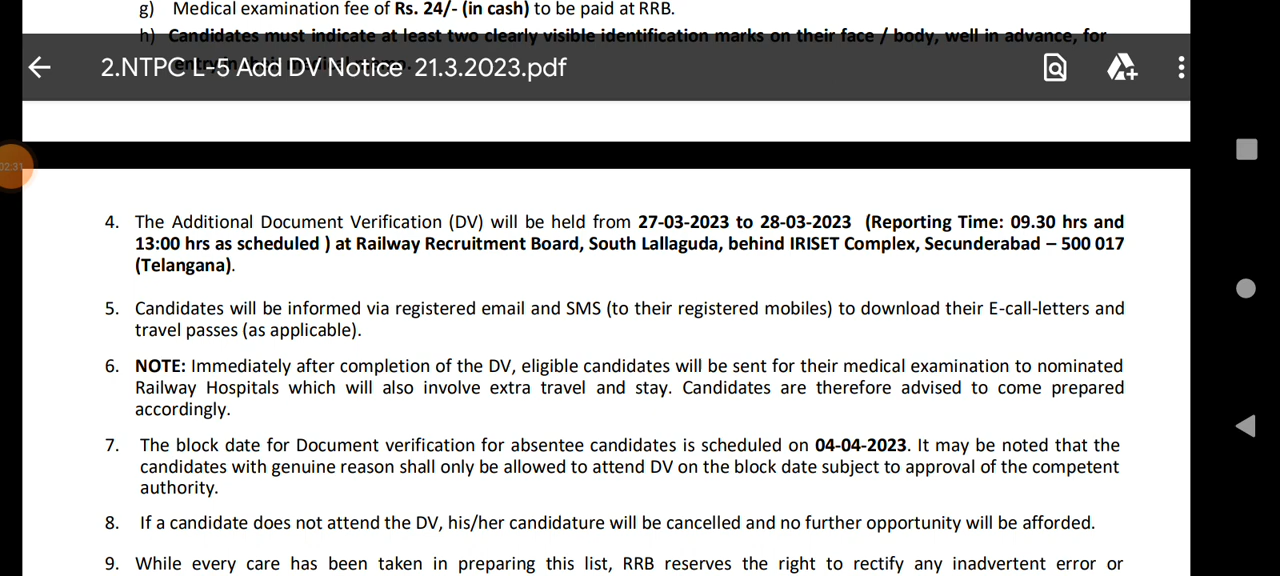 g) Medical examination fee of Rs. 24/- (in cash) to be paid at RRB.
h) Candidates must indicate at least two clearly visible identification marks on their face / body, well in advance, for
2.NTPC L-5 Add DV Notice 21.3.2023.pdf
02:31
4. The Additional Document Verification (DV) will be held from 27-03-2023 to 28-03-2023 (Reporting Time: 09.30 hrs and
13:00 hrs as scheduled ) at Railway Recruitment Board, South Lallaguda, behind IRISET Complex, Secunderabad – 500 017
(Telangana).
5. Candidates will be informed via registered email and SMS (to their registered mobiles) to download their E-call-letters and
travel passes (as applicable).
6. NOTE: Immediately after completion of the DV, eligible candidates will be sent for their medical examination to nominated
Railway Hospitals which will also involve extra travel and stay. Candidates are therefore advised to come prepared
accordingly.
7. The block date for Document verification for absentee candidates is scheduled on 04-04-2023. It may be noted that the
candidates with genuine reason shall only be allowed to attend DV on the block date subject to approval of the competent
authority.
8. If a candidate does not attend the DV, his/her candidature will be cancelled and no further opportunity will be afforded.
9. While every care has been taken in preparing this list, RRB reserves the right to rectify any inadvertent error or